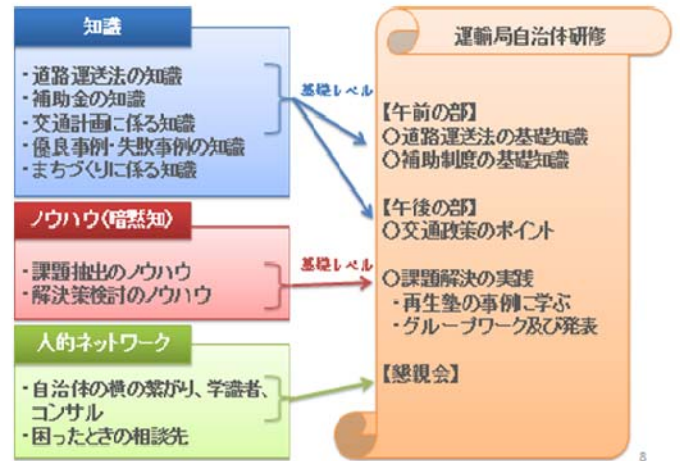 知識
・道路運送法の知識
・補助金の知識
・交通計画に係る知識
・優良事例・失敗事例の知識
・まちづくりに係る知識
基礎レベル
ノウハウ(暗黙知)
・課題抽出のノウハウ
・解決策検討のノウハウ
基礎レベル
人的ネットワーク
・自治体の横の繋がり、学識者、
コンサル
・困ったときの相談先
運輸局自治体研修
【午前の部】
〇道路運送法の基礎知識
〇補助制度の基礎知識
【午後の部】
〇交通政策のポイント
〇課題解決の実践
・再生塾の事例に学ぶ
・グループワーク及び発表
【懇親会】
8